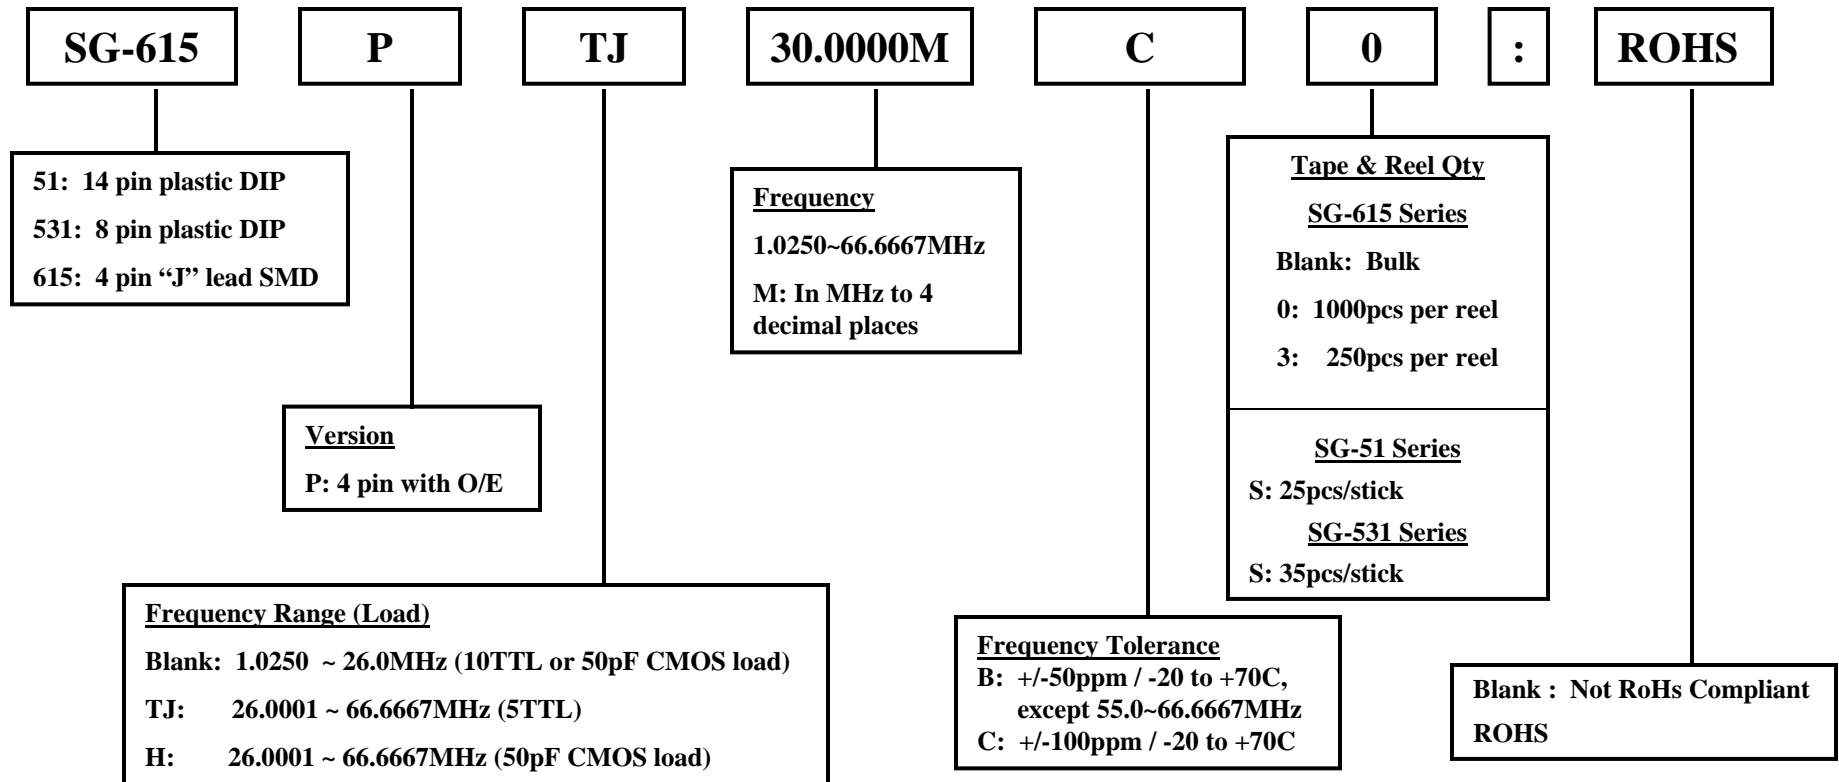 SG-615 P TJ 30.0000M C 0 : ROHS
51: 14 pin plastic DIP
531: 8 pin plastic DIP
615: 4 pin “J” lead SMD
Version
P: 4 pin with O/E
Frequency Range (Load)
Blank: 1.0250 ~ 26.0MHz (10TTL or 50pF CMOS load)
TJ: 26.0001 ~ 66.6667MHz (5TTL)
H: 26.0001 ~ 66.6667MHz (50pF CMOS load)
Frequency
1.0250~66.6667MHz
M: In MHz to 4
decimal places
Frequency Tolerance
B: +/-50ppm / -20 to +70C,
except 55.0~66.6667MHz
C: +/-100ppm / -20 to +70C
Tape & Reel Qty
SG-615 Series
Blank: Bulk
0: 1000pcs per reel
3: 250pcs per reel
SG-51 Series
S: 25pcs/stick
SG-531 Series
S: 35pcs/stick
Blank : Not RoHs Compliant
ROHS